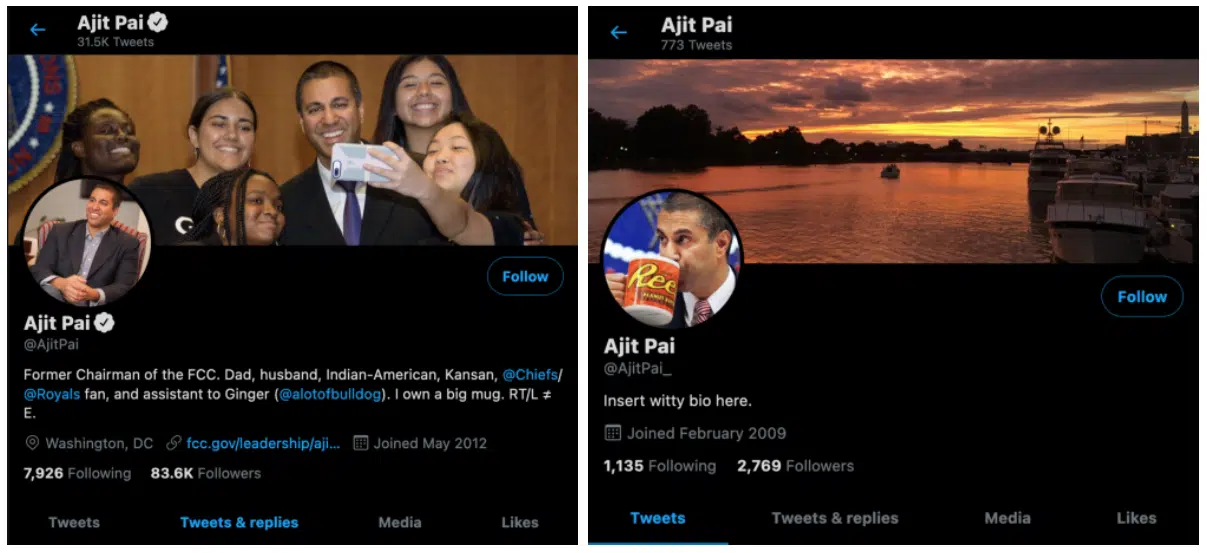 Ajit Pai
31.5K Tweets
Follow
Ajit Pai
@AjitPai
Former Chairman of the FCC. Dad, husband, Indian-American, Kansan, @Chiefs/
@Royals fan, and assistant to Ginger (@alotofbulldog). I own a big mug. RT/L ≠
E.
Washington, DC fcc.gov/leadership/aji... Joined May 2012
7,926 Following 83.6K Followers
Tweets Tweets & replies Media Likes
Ajit Pai
773 Tweets
Ree
PEANUT
Follow
Ajit Pai
@AjitPai_
Insert witty bio here.
Joined February 2009
1,135 Following 2,769 Followers
Tweets Tweets & replies Media Likes